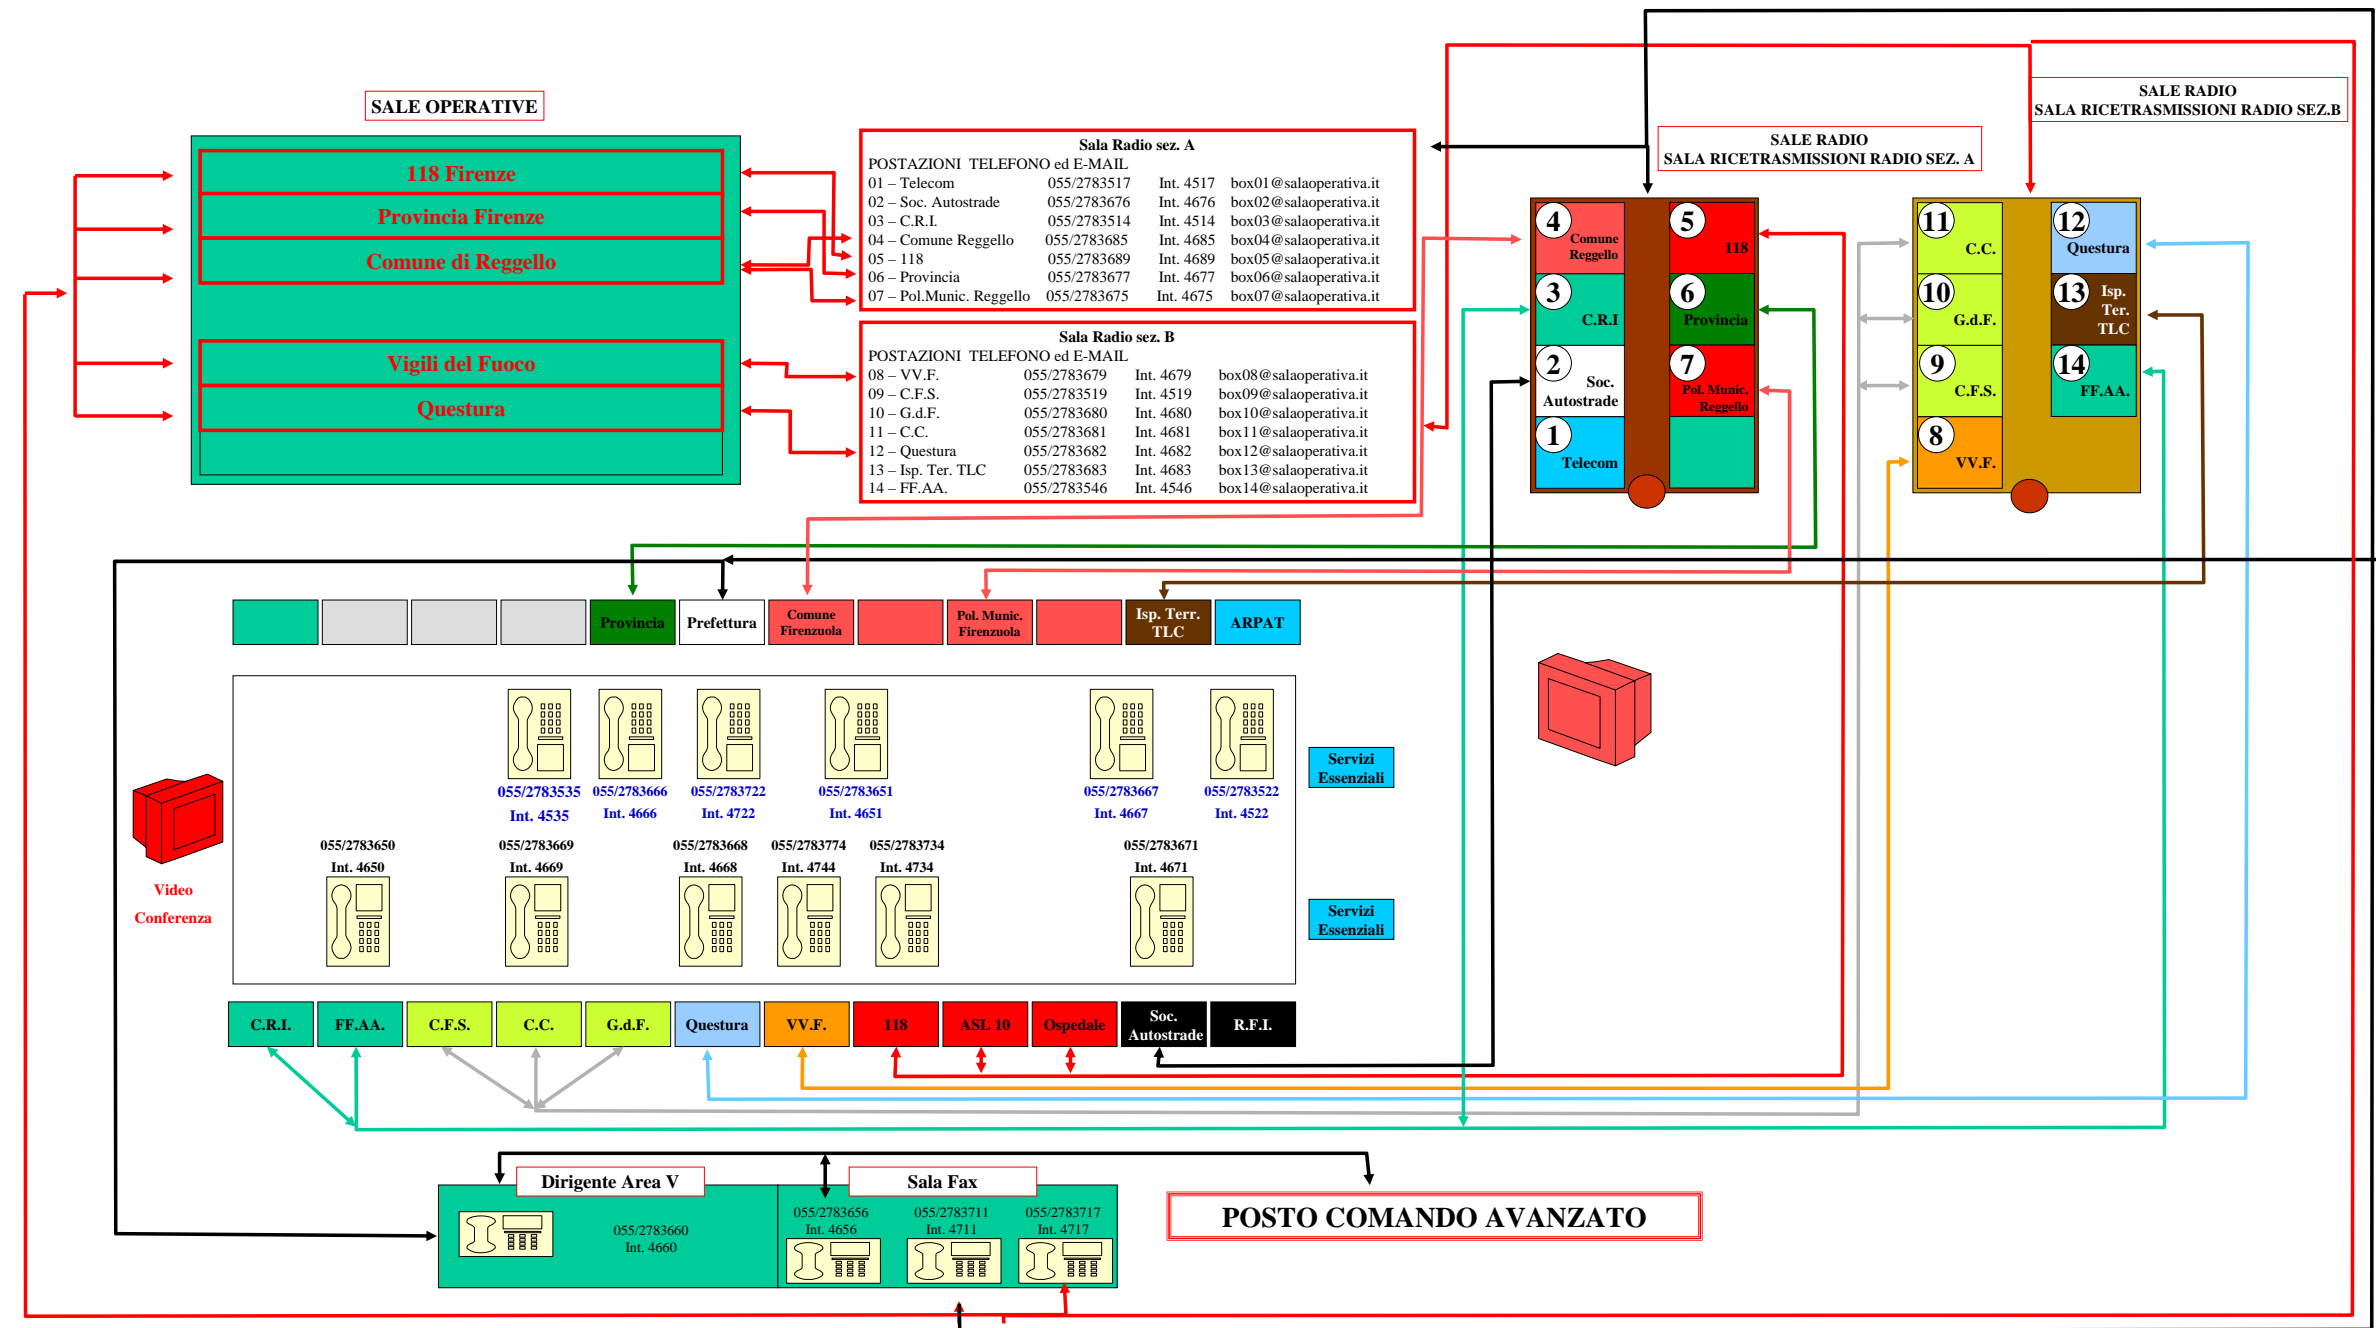 SALE OPERATIVE
118 Firenze
Provincia Firenze
Comune di Reggello
Vigili del Fuoco
Questura
Sala Radio sez. A
POSTAZIONI TELEFONO ed E-MAIL
01 – Telecom 055/2783517 Int. 4517 box01@salaoperativa.it
02 – Soc. Autostrade 055/2783676 Int. 4676 box02@salaoperativa.it
03 – C.R.I. 055/2783514 Int. 4514 box03@salaoperativa.it
04 – Comune Reggello 055/2783685 Int. 4685 box04@salaoperativa.it
05 – 118 055/2783689 Int. 4689 box05@salaoperativa.it
06 – Provincia 055/2783677 Int. 4677 box06@salaoperativa.it
07 – Pol.Munic. Reggello 055/2783675 Int. 4675 box07@salaoperativa.it
Sala Radio sez. B
POSTAZIONI TELEFONO ed E-MAIL
08 – VV.F. 055/2783679 Int. 4679 box08@salaoperativa.it
09 – C.F.S. 055/2783519 Int. 4519 box09@salaoperativa.it
10 – G.d.F. 055/2783680 Int. 4680 box10@salaoperativa.it
11 – C.C. 055/2783681 Int. 4681 box11@salaoperativa.it
12 – Questura 055/2783682 Int. 4682 box12@salaoperativa.it
13 – Isp. Ter. TLC 055/2783683 Int. 4683 box13@salaoperativa.it
14 – FF.AA. 055/2783546 Int. 4546 box14@salaoperativa.it
SALE RADIO
SALA RICETRASMISSIONI RADIO SEZ. A
4
Comune
Reggello
5
118
3
C.R.I
6
Provincia
2
Soc.
Autostrade
7
Pol. Munic.
Reggello
1
Telecom
SALE RADIO
SALA RICETRASMISSIONI RADIO SEZ.B
11
C.C.
12
Questura
10
G.d.F.
13
Isp.
Ter.
TLC
9
C.F.S.
14
FF.AA.
8
VV.F.
Provincia
Prefettura
Comune
Firenzuola
Pol. Munic.
Firenzuola
Isp. Terr.
TLC
ARPAT
055/2783535
Int. 4535
055/2783666
Int. 4666
055/2783722
Int. 4722
055/2783651
Int. 4651
055/2783667
Int. 4667
055/2783522
Int. 4522
Servizi
Essenziali
055/2783650
Int. 4650
055/2783669
Int. 4669
055/2783668
Int. 4668
055/2783774
Int. 4744
055/2783734
Int. 4734
055/2783671
Int. 4671
Servizi
Essenziali
Video
Conferenza
C.R.I.
FF.AA.
C.F.S.
C.C.
G.d.F.
Questura
VV.F.
118
ASL 10
Ospedale
Soc.
Autostrade
R.F.I.
Dirigente Area V
055/2783660
Int. 4660
Sala Fax
055/2783656
Int. 4656
055/2783711
Int. 4711
055/2783717
Int. 4717
POSTO COMANDO AVANZATO